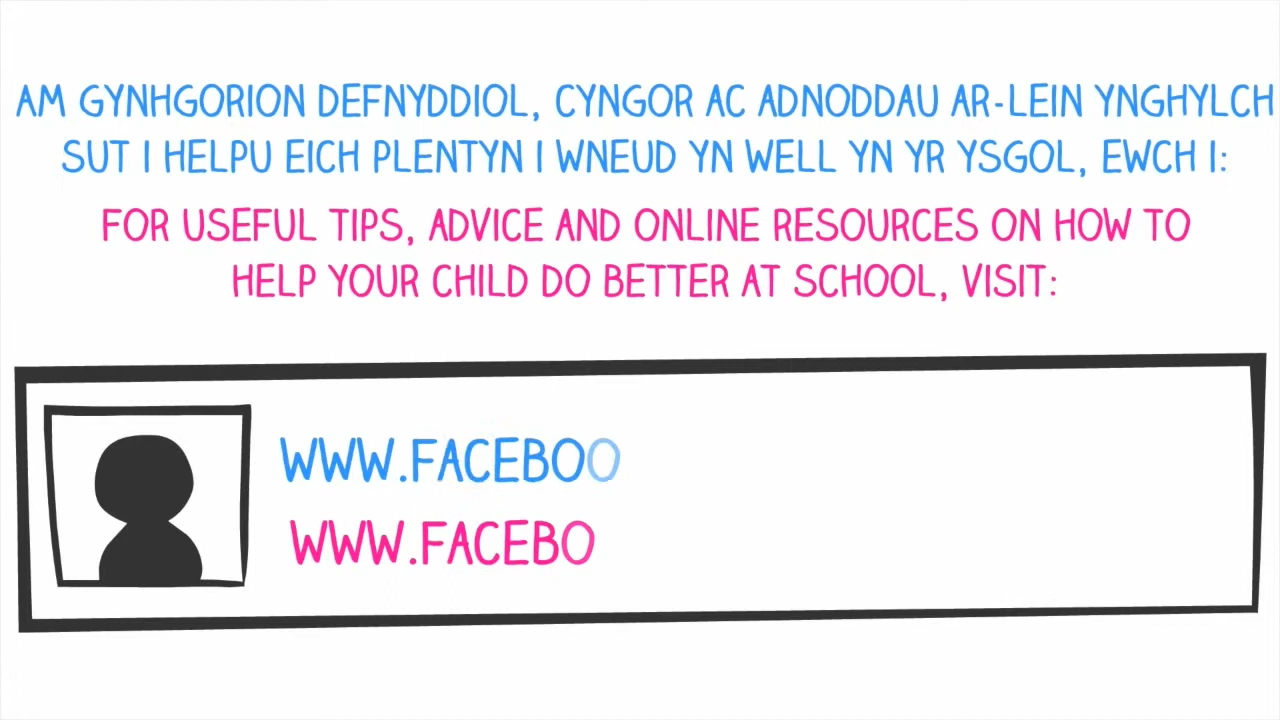 AM GYNHGORION DEFNYDDIOL, CYNGOR AC ADNODDAU AR-LEIN YNGHYLCH
SUT I HELPU EICH PLENTYN I WNEUD YN WELL YN YR YSGOL, EWCH I:
FOR USEFUL TIPS, ADVICE AND ONLINE RESOURCES ON HOW TO
HELP YOUR CHILD DO BETTER AT SCHOOL, VISIT:
WWW.FACEBOO
WWW.FACEBO